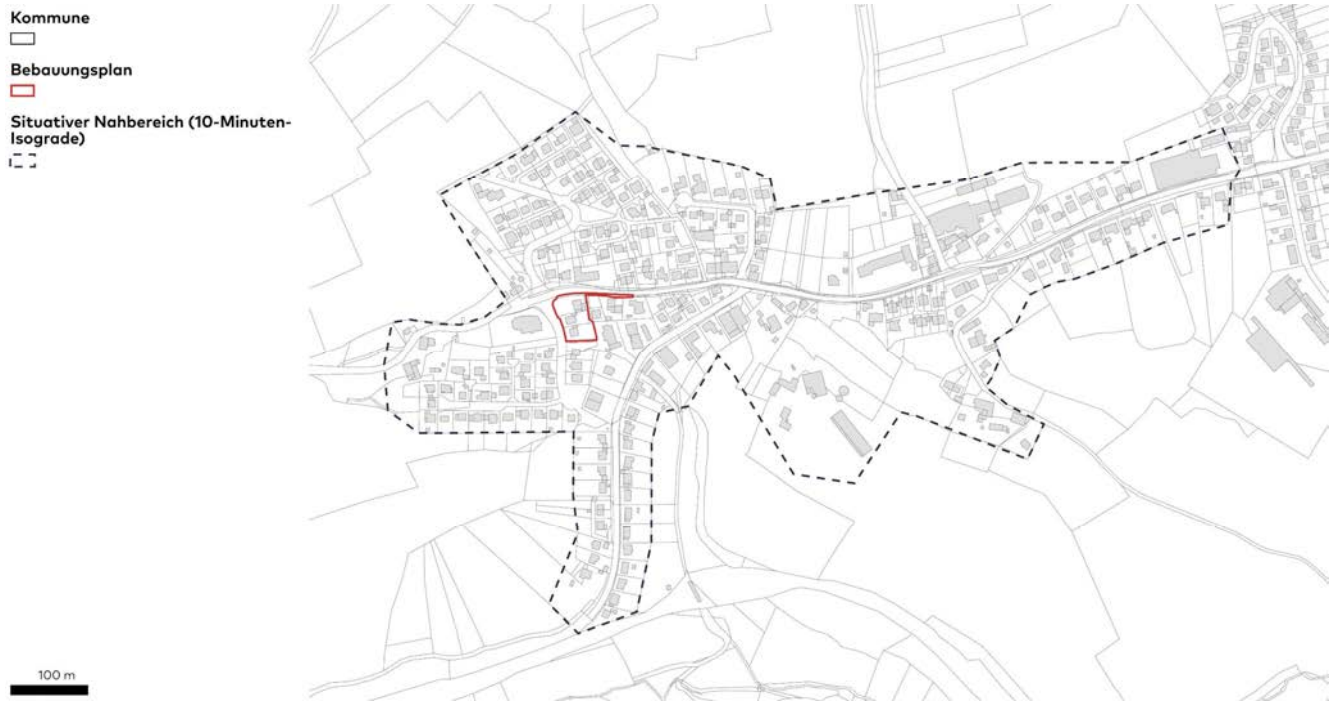 Kommune
Bebauungsplan
Situativer Nahbereich (10-Minuten-
Isograde)
100 m